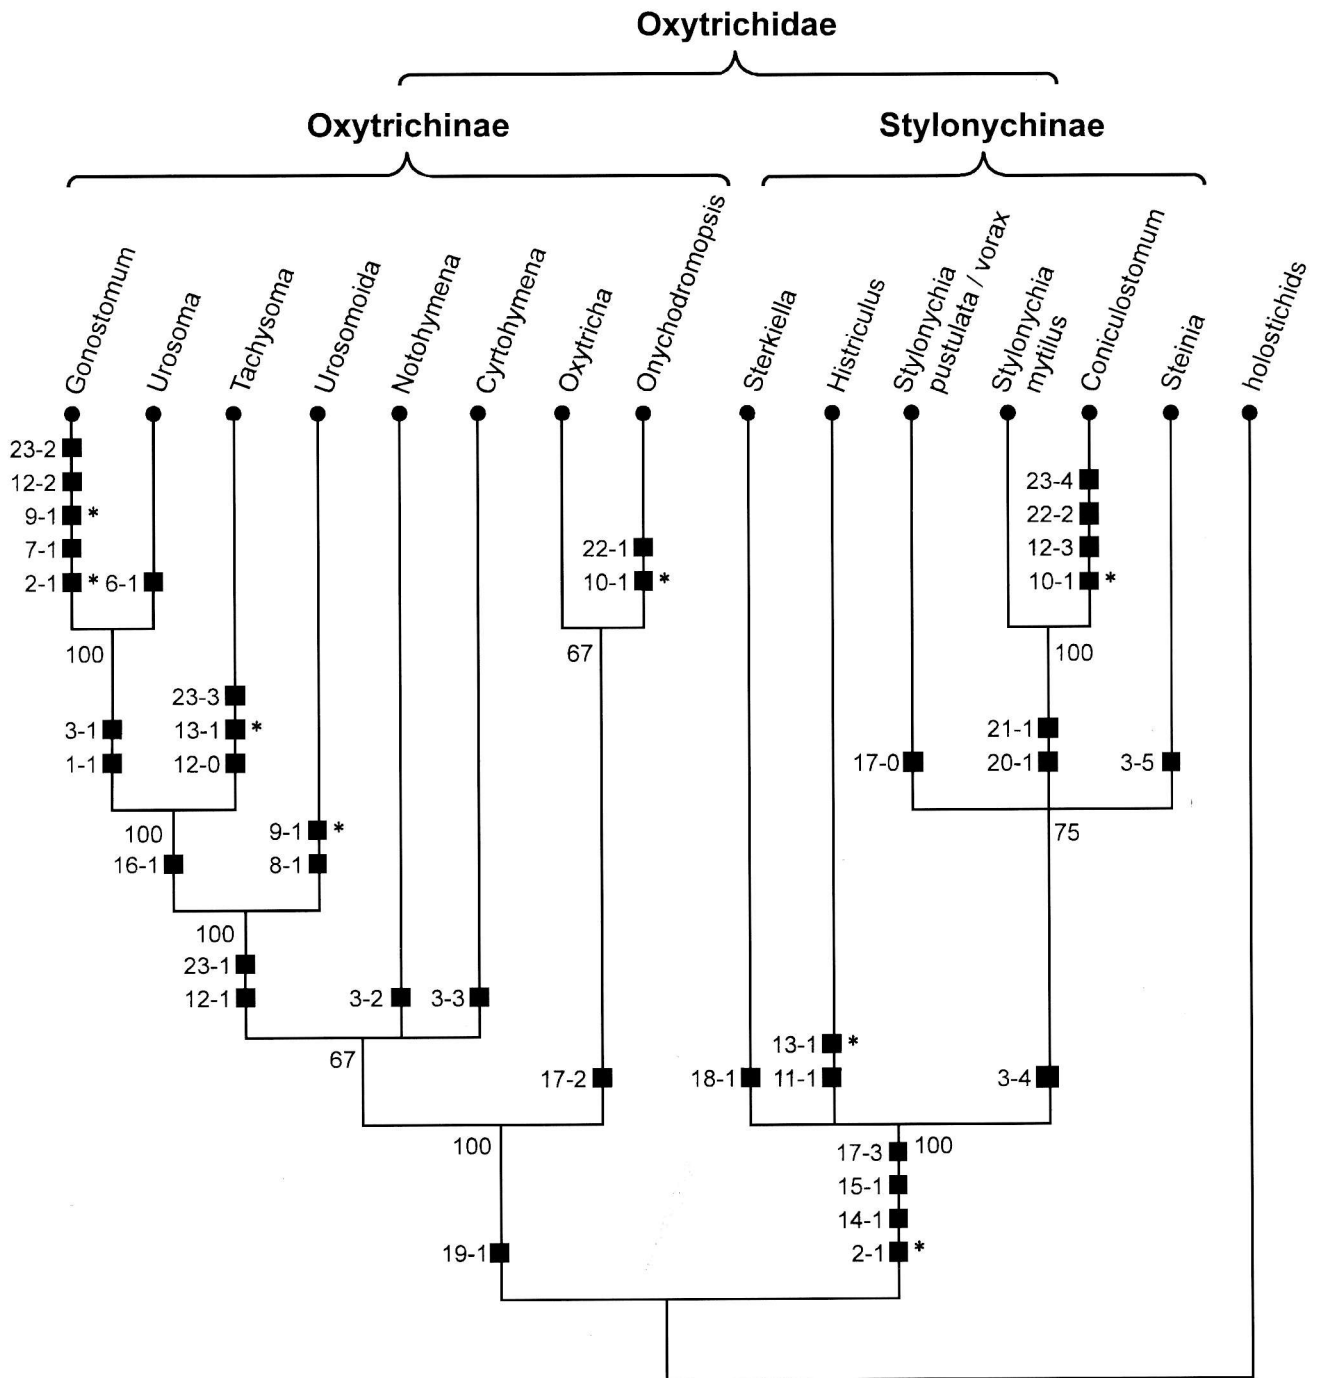 Oxytrichidae
Oxytrichinae
Stylonychinae
Gonostomum
Urosoma
Tachysoma
Urosomoida
Notohymena
Cyrtohymena
Oxytricha
Onychodromopsis
Sterkiella
Histriculus
Stylonychia
pustulata / vorax
Stylonychia
mytilus
Coniculostomum
Steinia
holostichids
23-2
12-2
9-1 *
7-1
2-1 *
6-1
100
3-1
1-1
23-3
13-1 *
12-0
100
16-1
9-1 *
8-1
100
23-1
12-1
3-2
3-3
67
22-1
10-1 *
67
17-2
100
19-1
23-4
22-2
12-3
10-1 *
100
21-1
20-1
17-0
3-5
75
13-1 *
11-1
18-1
3-4
100
17-3
15-1
14-1
2-1 *